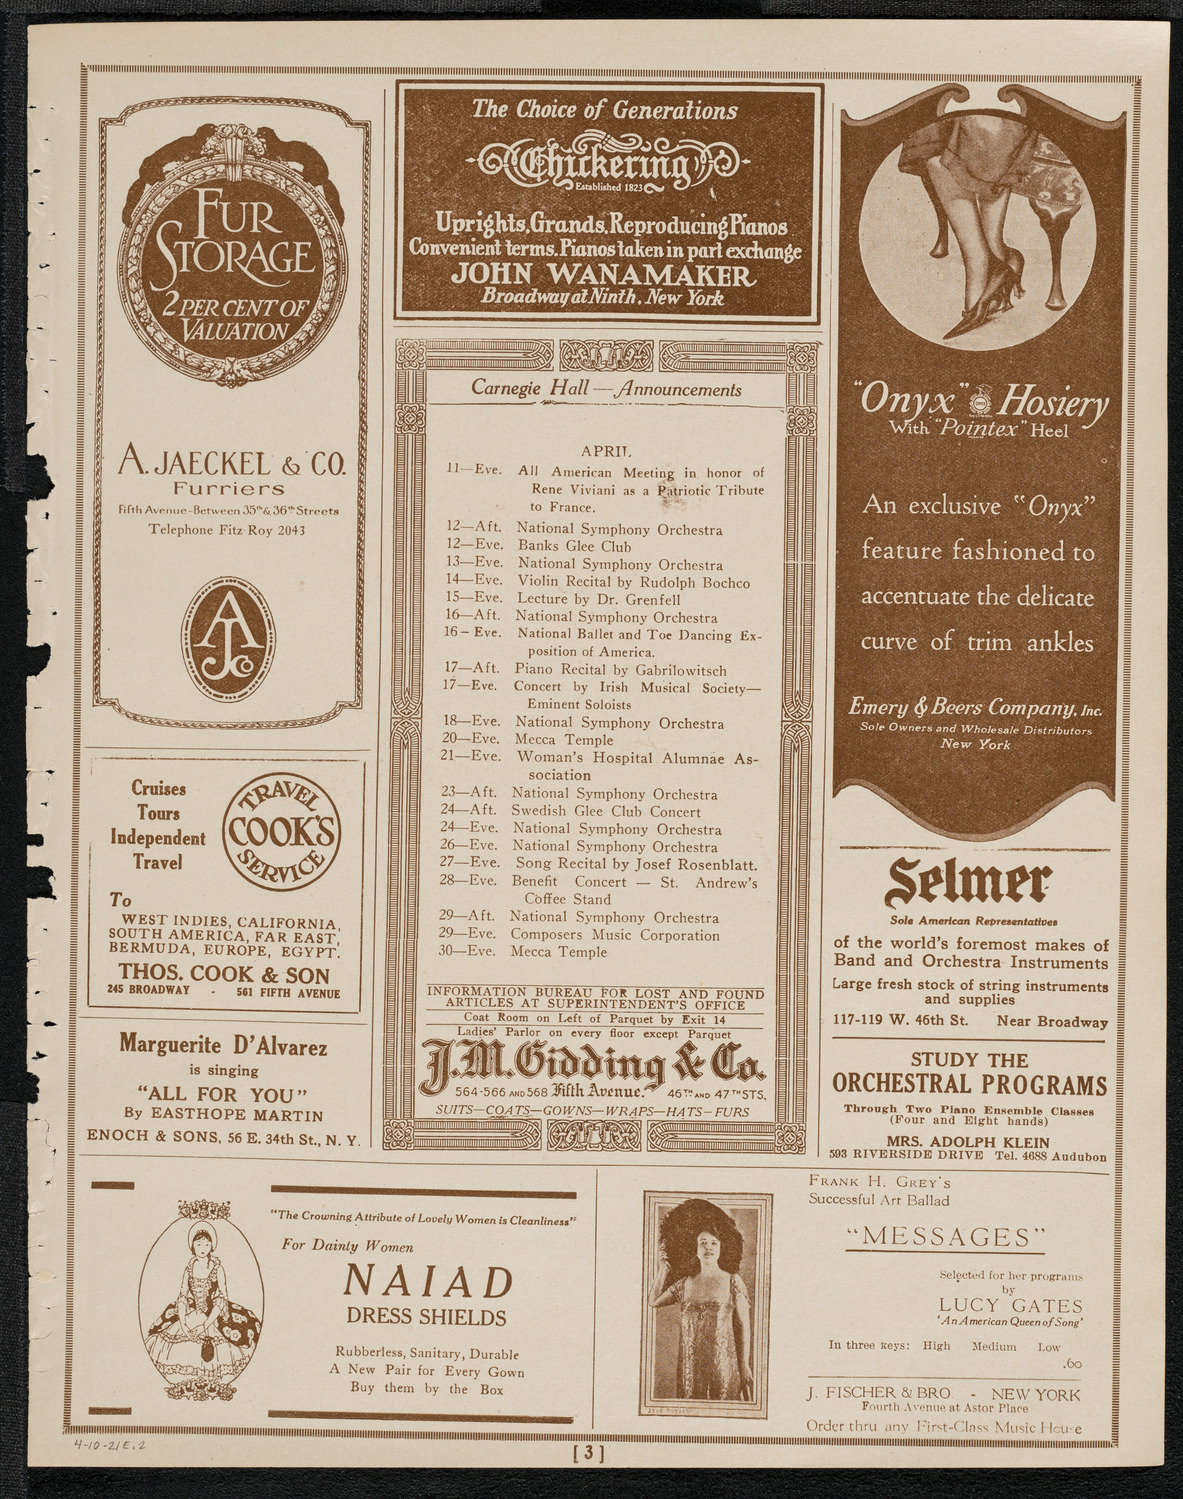 FUR
STORAGE
2 PER CENT OF
VALUATION
A. JAECKEL & CO.
Furriers
Fifth Avenue-Between 35th & 36th Streets
Telephone Fitz Roy 2043
A J Co
Cruises
Tours
Independent
Travel
TRAVEL
COOK'S
SERVICE
To
WEST INDIES, CALIFORNIA,
SOUTH AMERICA, FAR EAST,
BERMUDA, EUROPE, EGYPT.
THOS. COOK & SON
245 BROADWAY - 561 FIFTH AVENUE
Marguerite D'Alvarez
is singing
"ALL FOR YOU"
By EASTHOPE MARTIN
ENOCH & SONS, 56 E. 34th St., N. Y.
The Choice of Generations
Chickering
Established 1823
Uprights, Grands, Reproducing Pianos
Convenient terms. Pianos taken in part exchange
JOHN WANAMAKER
Broadway at Ninth, New York
Carnegie Hall — Announcements
APRIL
11—Eve. All American Meeting in honor of
Rene Viviani as a Patriotic Tribute
to France.
12—Aft. National Symphony Orchestra
12—Eve. Banks Glee Club
13—Eve. National Symphony Orchestra
14—Eve. Violin Recital by Rudolph Bochco
15—Eve. Lecture by Dr. Grenfell
16—Aft. National Symphony Orchestra
16—Eve. National Ballet and Toe Dancing Ex-
position of America.
17—Aft. Piano Recital by Gabrilowitsch
17—Eve. Concert by Irish Musical Society—
Eminent Soloists
18—Eve. National Symphony Orchestra
20—Eve. Mecca Temple
21—Eve. Woman's Hospital Alumnae As-
sociation
23—Aft. National Symphony Orchestra
24—Aft. Swedish Glee Club Concert
24—Eve. National Symphony Orchestra
26—Eve. National Symphony Orchestra
27—Eve. Song Recital by Josef Rosenblatt.
28—Eve. Benefit Concert — St. Andrew's
Coffee Stand
29—Aft. National Symphony Orchestra
29—Eve. Composers Music Corporation
30—Eve. Mecca Temple
INFORMATION BUREAU FOR LOST AND FOUND
ARTICLES AT SUPERINTENDENT'S OFFICE
Coat Room on Left of Parquet by Exit 14
Ladies' Parlor on every floor except Parquet
J. M. Gidding & Co.
564-566 AND 568 Fifth Avenue. 46TH AND 47TH STS.
SUITS—COATS—GOWNS—WRAPS—HATS—FURS
"Onyx" Hosiery
With "Pointex" Heel
An exclusive "Onyx"
feature fashioned to
accentuate the delicate
curve of trim ankles
Emery & Beers Company, Inc.
Sole Owners and Wholesale Distributors
New York
Selmer
Sole American Representatives
of the world's foremost makes of
Band and Orchestra Instruments
Large fresh stock of string instruments
and supplies
117-119 W. 46th St. Near Broadway
STUDY THE
ORCHESTRAL PROGRAMS
Through Two Piano Ensemble Classes
(Four and Eight hands)
MRS. ADOLPH KLEIN
593 RIVERSIDE DRIVE Tel. 4688 Audubon
"The Crowning Attribute of Lovely Women is Cleanliness"
For Dainty Women
NAIAD
DRESS SHIELDS
Rubberless, Sanitary, Durable
A New Pair for Every Gown
Buy them by the Box
FRANK H. GREY'S
Successful Art Ballad
"MESSAGES"
Selected for her programs
by
LUCY GATES
'An American Queen of Song'
In three keys: High Medium Low
.60
J. FISCHER & BRO. - NEW YORK
Fourth Avenue at Astor Place
Order thru any First-Class Music House
4-10-21E.2
[3]